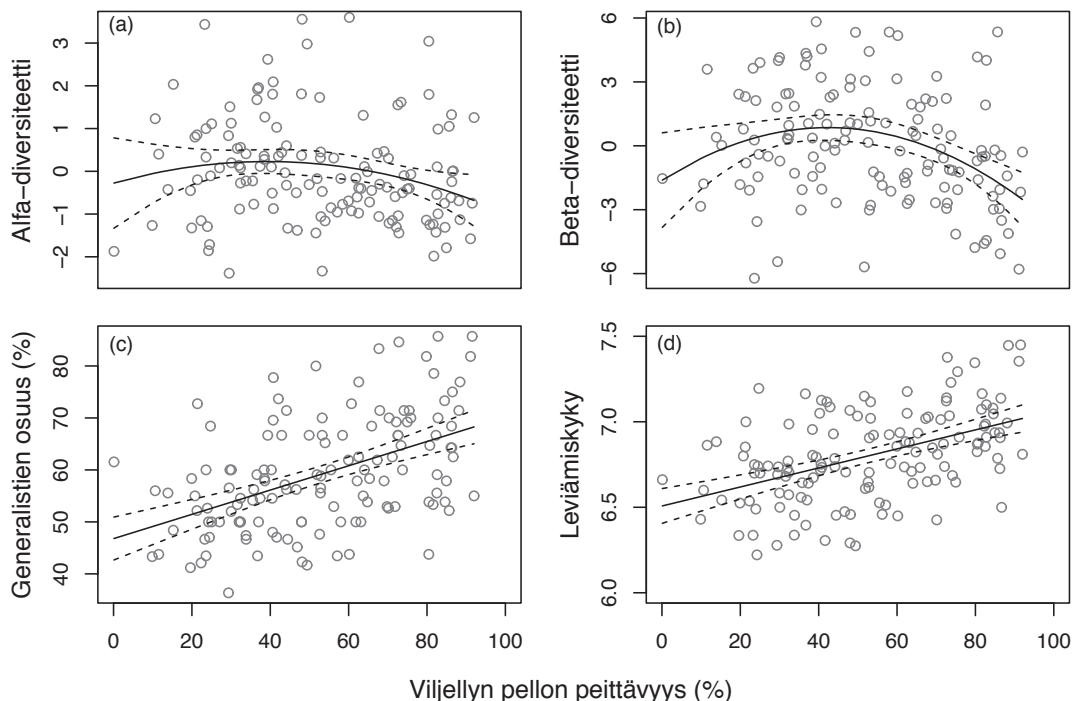 (a)
Alfa−diversiteetti
3
2
1
0
−1
−2
(b)
Beta−diversiteetti
6
3
0
−3
−6
(c)
Generalistien osuus (%)
80
70
60
50
40
0 20 40 60 80 100
(d)
Leviämiskyky
7.5
7.0
6.5
6.0
0 20 40 60 80 100
Viljellyn pellon peittävyys (%)